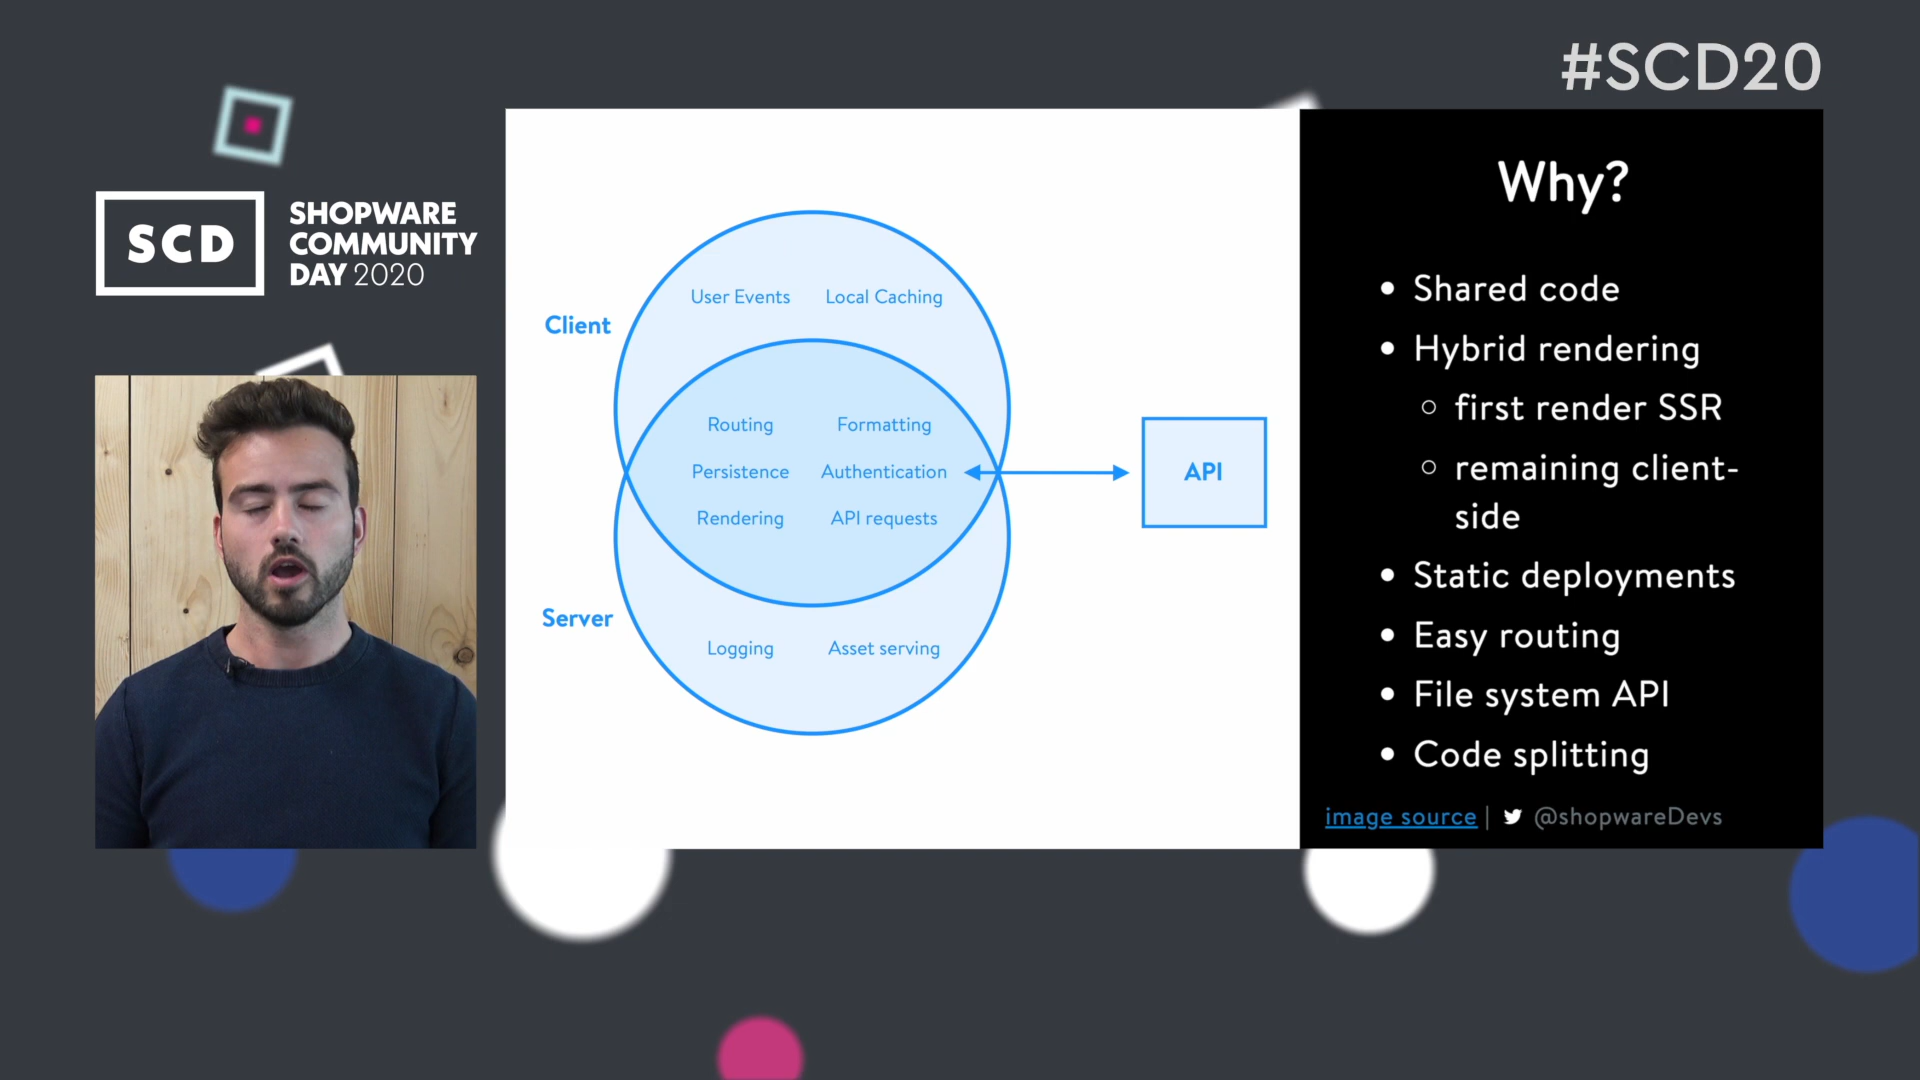 #SCD20
SCD
SHOPWARE
COMMUNITY
DAY 2020
Client
User Events Local Caching
Routing Formatting
Persistence Authentication
Rendering API requests
Server
Logging Asset serving
API
Why?
• Shared code
• Hybrid rendering
○ first render SSR
○ remaining client-
side
• Static deployments
• Easy routing
• File system API
• Code splitting
image source | @shopwareDevs